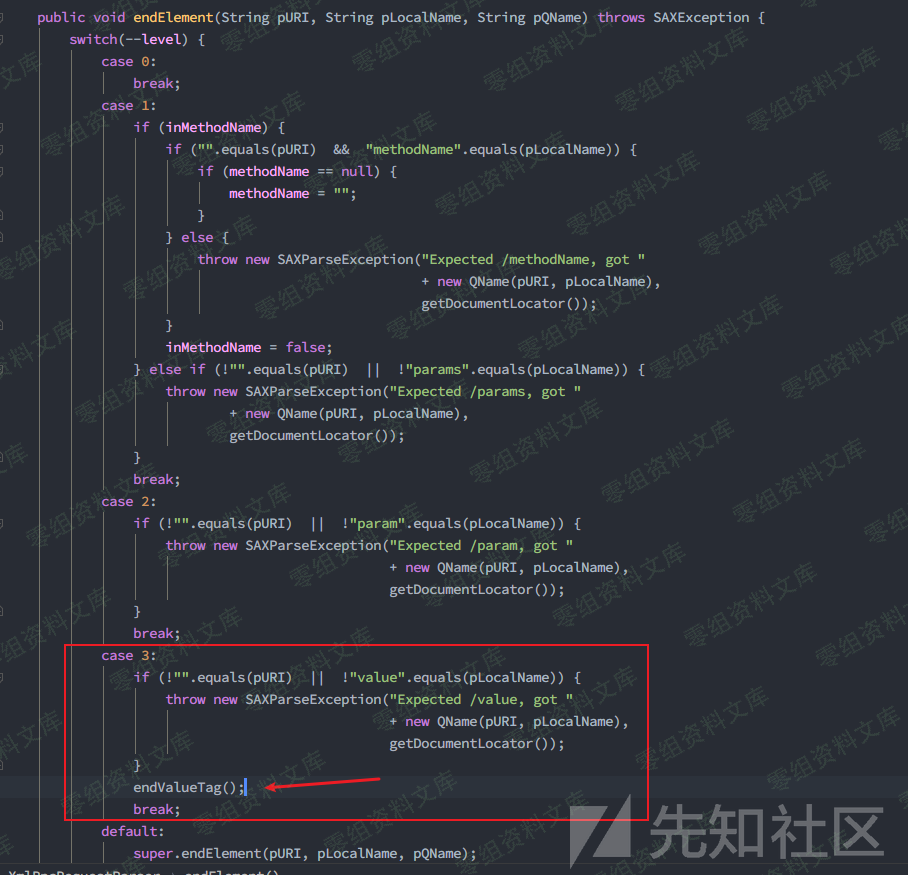 public void endElement(String pURI, String pLocalName, String pQName) throws SAXException {
switch(--level) {
case 0:
break;
case 1:
if (inMethodName) {
if ("".equals(pURI)  &&  "methodName".equals(pLocalName)) {
if (methodName == null) {
methodName = "";
}
} else {
throw new SAXParseException("Expected /methodName, got "
+ new QName(pURI, pLocalName),
getDocumentLocator());
}
inMethodName = false;
} else if (!"".equals(pURI)  ||  !"params".equals(pLocalName)) {
throw new SAXParseException("Expected /params, got "
+ new QName(pURI, pLocalName),
getDocumentLocator());
}
break;
case 2:
if (!"".equals(pURI)  ||  !"param".equals(pLocalName)) {
throw new SAXParseException("Expected /param, got "
+ new QName(pURI, pLocalName),
getDocumentLocator());
}
break;
case 3:
if (!"".equals(pURI)  ||  !"value".equals(pLocalName)) {
throw new SAXParseException("Expected /value, got "
+ new QName(pURI, pLocalName),
getDocumentLocator());
}
endValueTag();
break;
default:
super.endElement(pURI, pLocalName, pQName);
XmlRpcRequestParser › endElement()
零组资料文库
先知社区